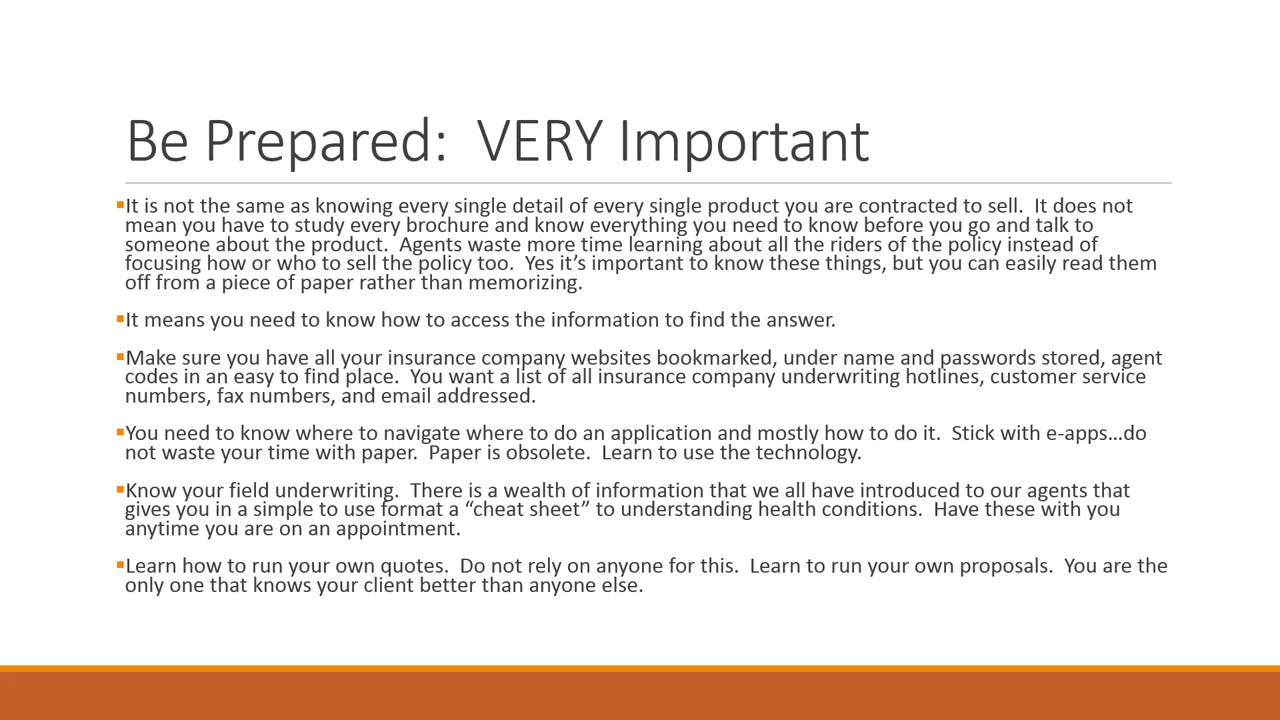 Be Prepared:  VERY Important
▪It is not the same as knowing every single detail of every single product you are contracted to sell.  It does not
mean you have to study every brochure and know everything you need to know before you go and talk to
someone about the product.  Agents waste more time learning about all the riders of the policy instead of
focusing how or who to sell the policy too.  Yes it’s important to know these things, but you can easily read them
off from a piece of paper rather than memorizing.
▪It means you need to know how to access the information to find the answer.
▪Make sure you have all your insurance company websites bookmarked, under name and passwords stored, agent
codes in an easy to find place.  You want a list of all insurance company underwriting hotlines, customer service
numbers, fax numbers, and email addressed.
▪You need to know where to navigate where to do an application and mostly how to do it.  Stick with e-apps…do
not waste your time with paper.  Paper is obsolete.  Learn to use the technology.
▪Know your field underwriting.  There is a wealth of information that we all have introduced to our agents that
gives you in a simple to use format a “cheat sheet” to understanding health conditions.  Have these with you
anytime you are on an appointment.
▪Learn how to run your own quotes.  Do not rely on anyone for this.  Learn to run your own proposals.  You are the
only one that knows your client better than anyone else.